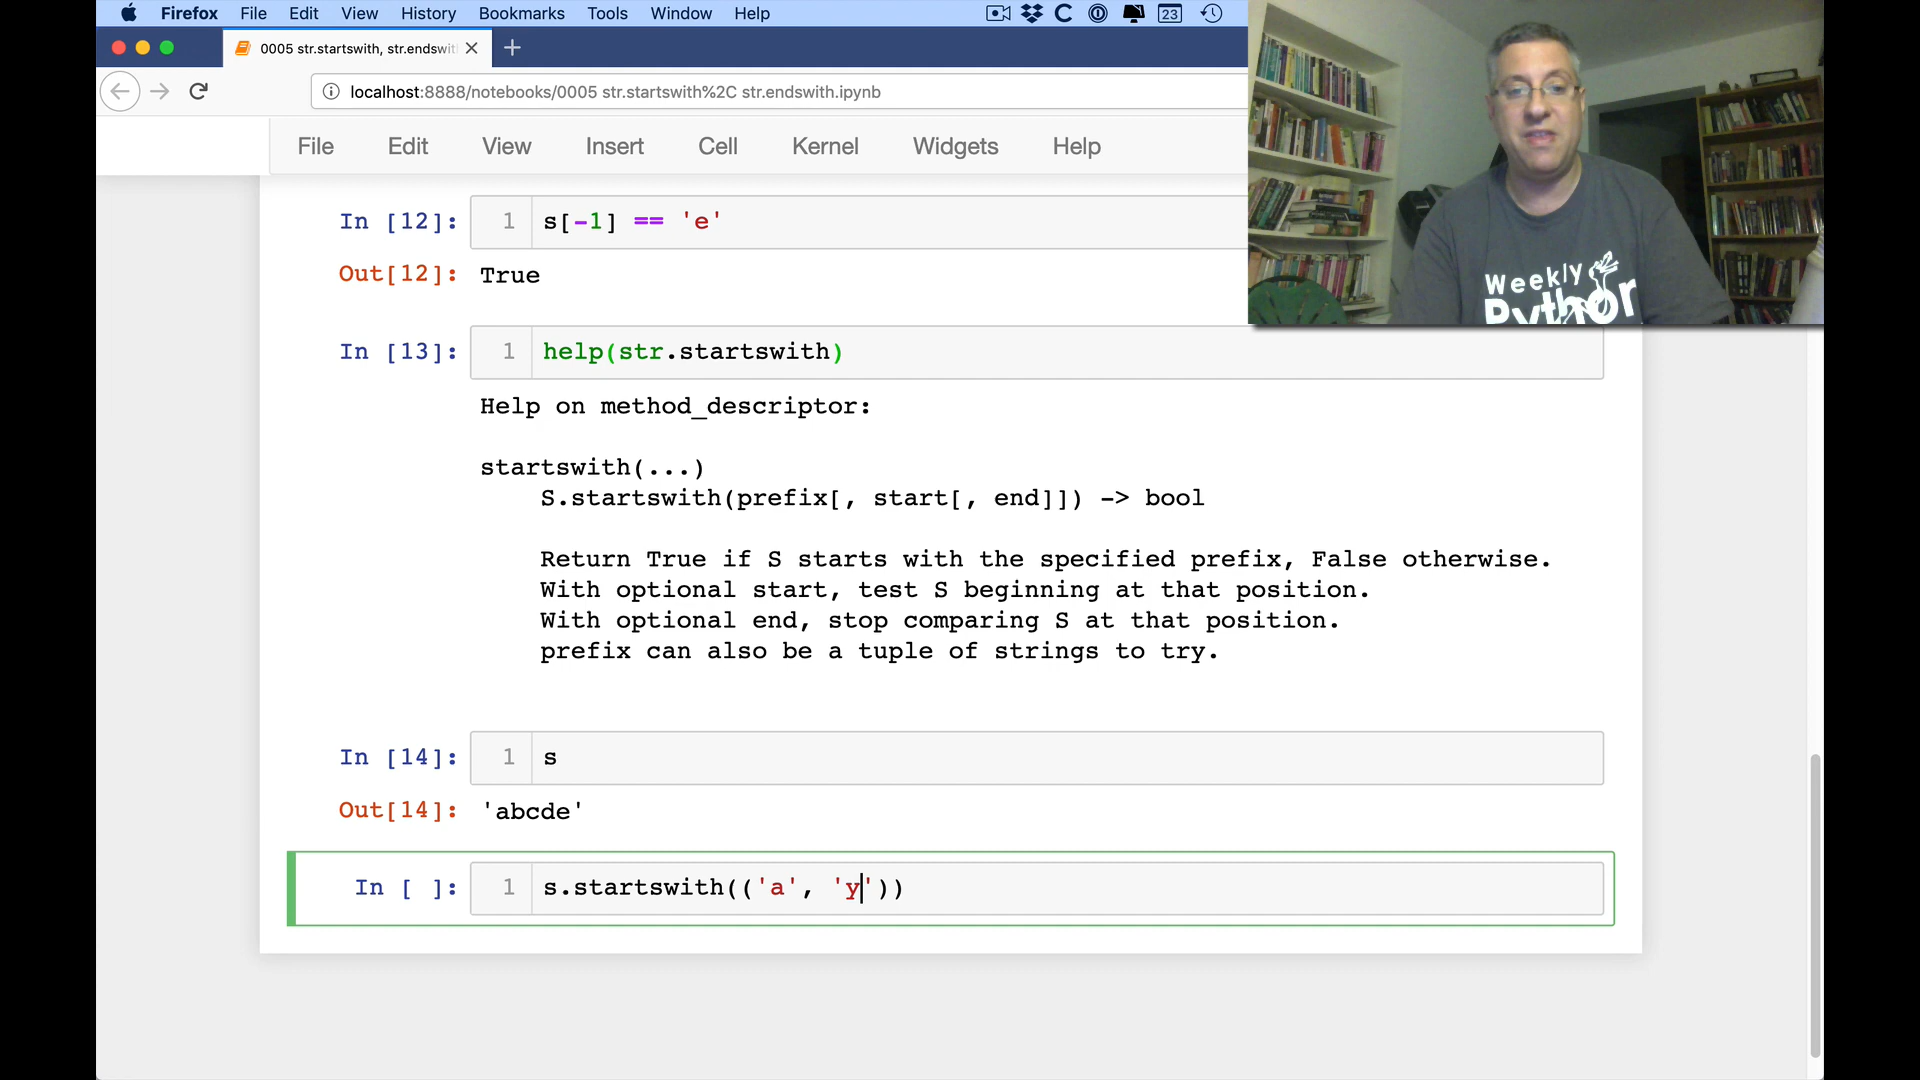 Firefox File Edit View History Bookmarks Tools Window Help 23
0005 str.startswith, str.endswit
localhost:8888/notebooks/0005 str.startswith%2C str.endswith.ipynb
File Edit View Insert Cell Kernel Widgets Help
In [12]: 1 s[-1] == 'e'
Out[12]: True
Weekly
Python
In [13]: 1 help(str.startswith)
Help on method_descriptor:
startswith(...)
S.startswith(prefix[, start[, end]]) -> bool
Return True if S starts with the specified prefix, False otherwise.
With optional start, test S beginning at that position.
With optional end, stop comparing S at that position.
prefix can also be a tuple of strings to try.
In [14]: 1 s
Out[14]: 'abcde'
In [ ]: 1 s.startswith(('a', 'y'))